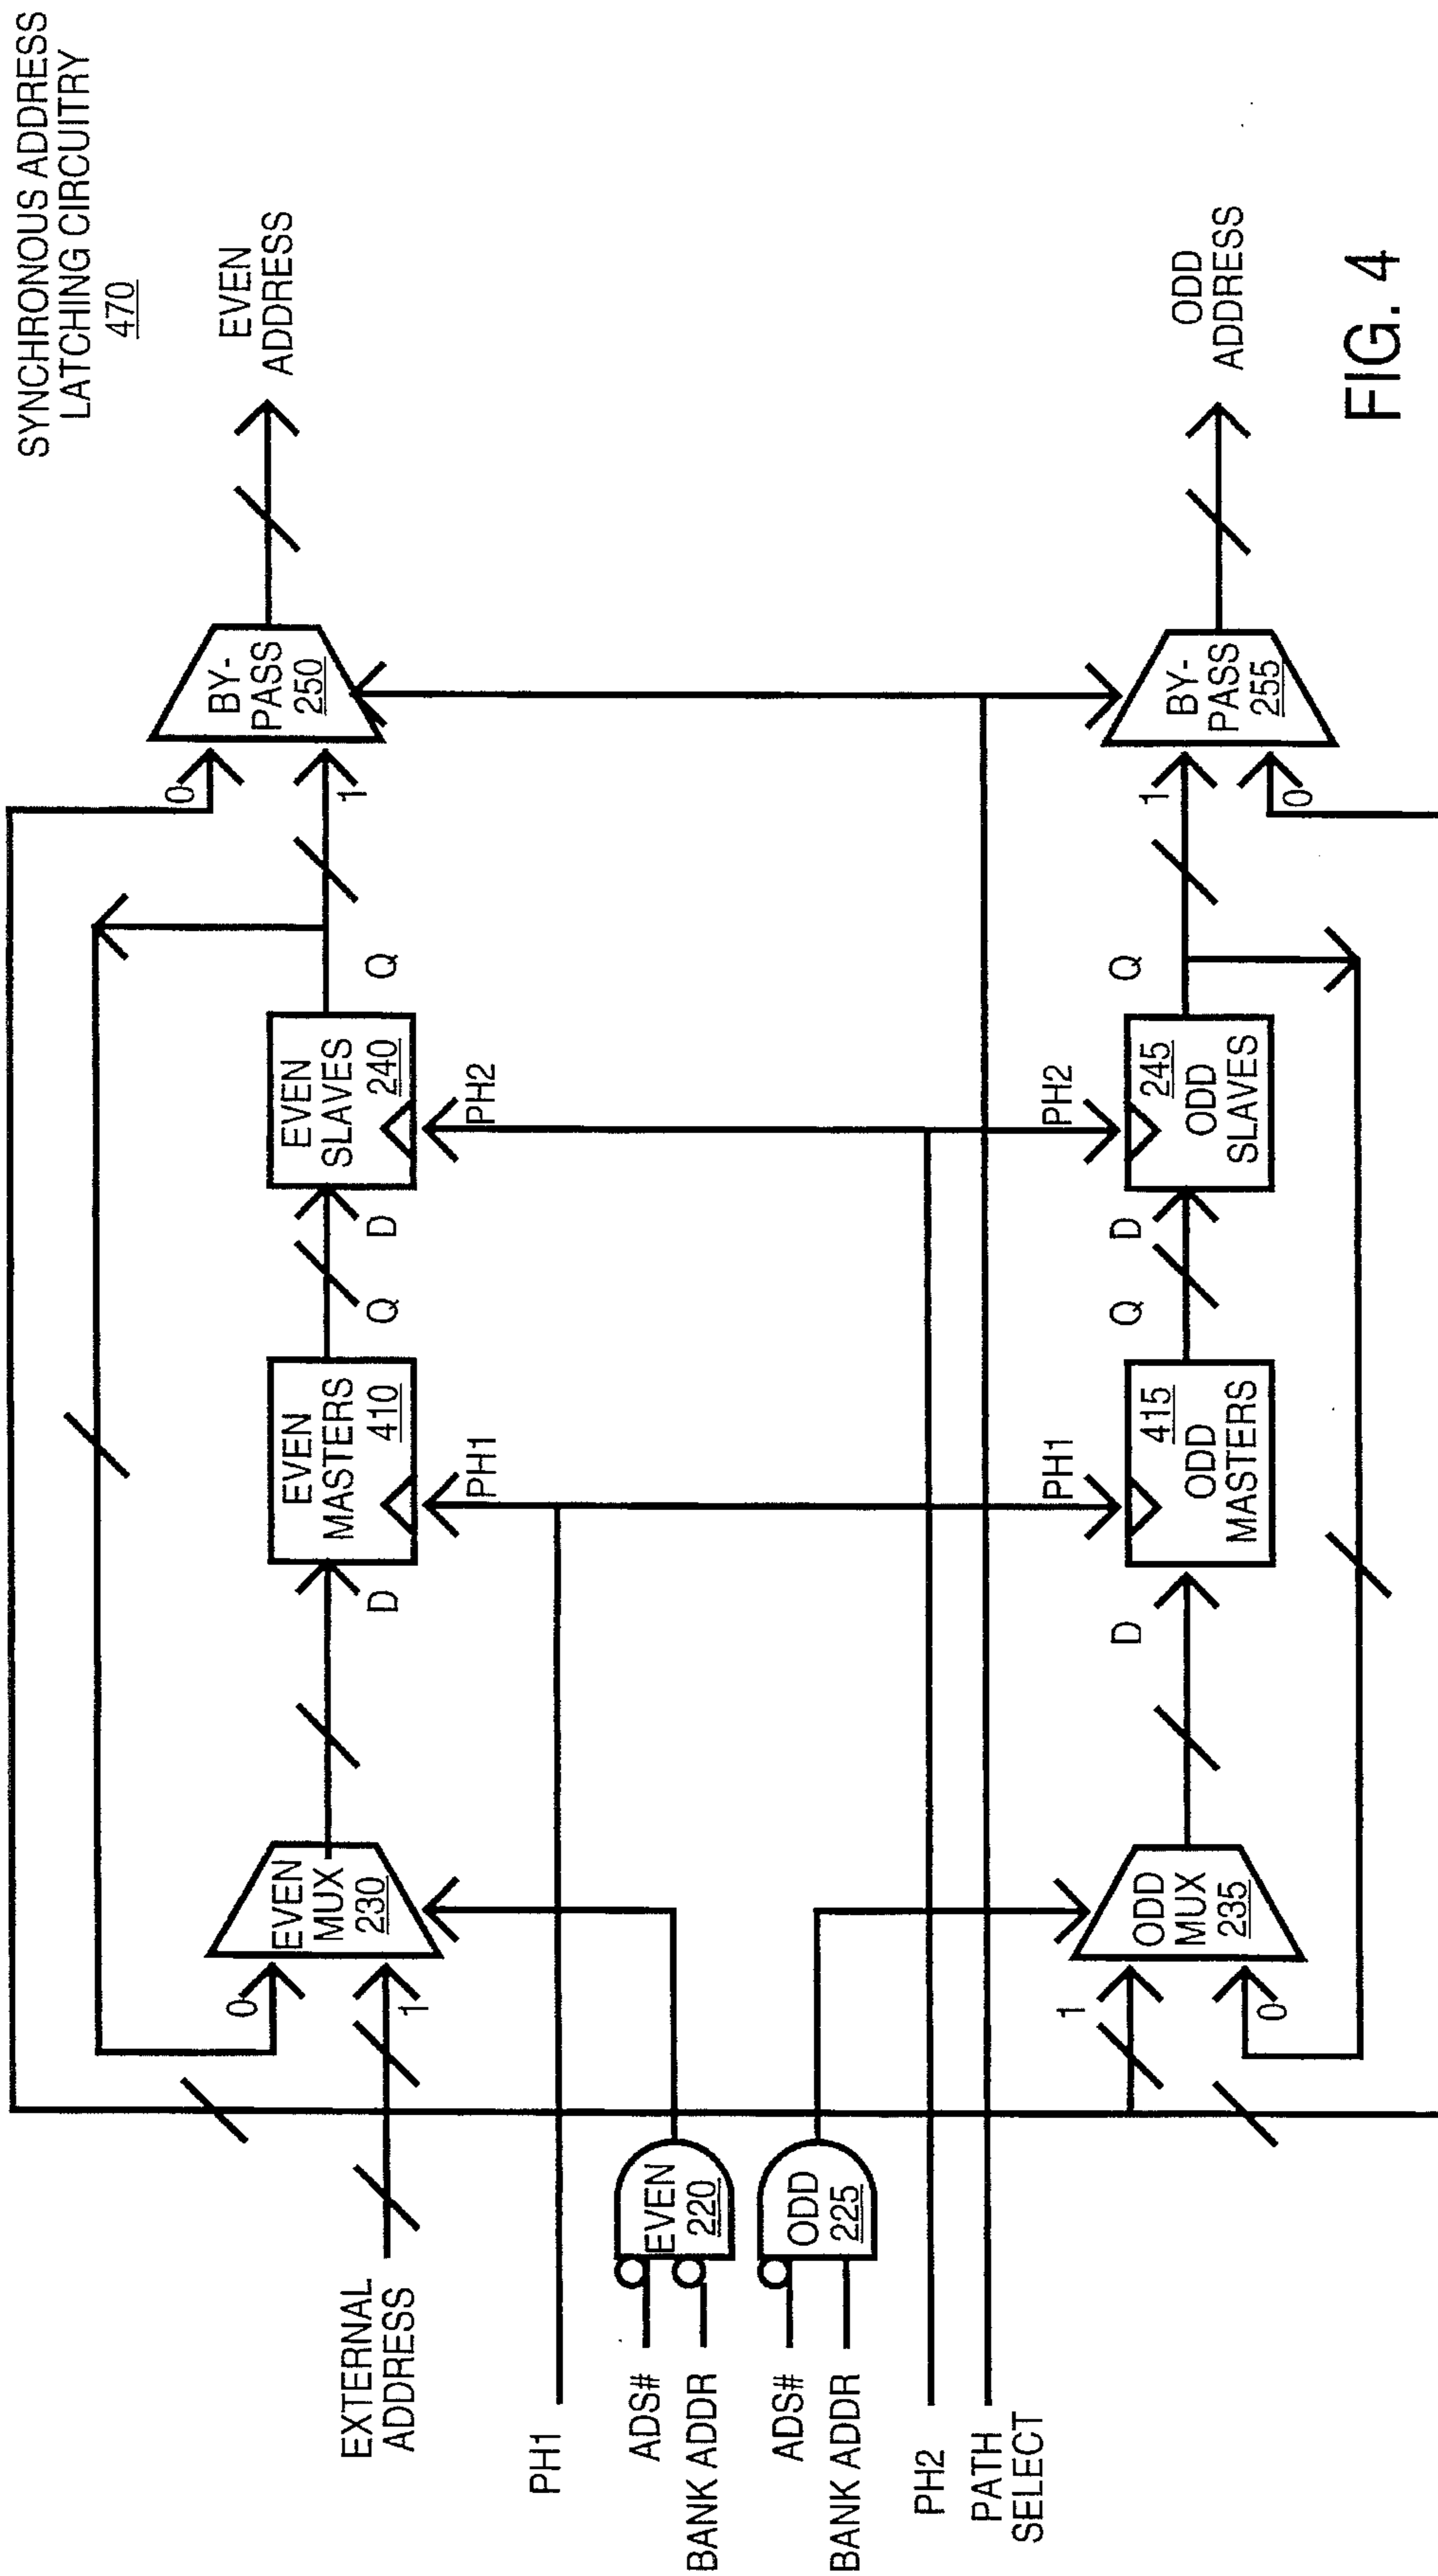 SYNCHRONOUS ADDRESS
LATCHING CIRCUITRY
470
EXTERNAL
ADDRESS
PH1
ADS#
BANK ADDR
ADS#
BANK ADDR
PH2
PATH
SELECT
EVEN
220
ODD
225
0
1
EVEN
MUX
230
D
EVEN
MASTERS
410
PH1
Q
D
EVEN
SLAVES
240
PH2
Q
0
1
BY-
PASS
250
EVEN
ADDRESS
1
0
ODD
MUX
235
D
PH1
415
ODD
MASTERS
Q
D
PH2
245
ODD
SLAVES
Q
1
0
BY-
PASS
255
ODD
ADDRESS
FIG. 4